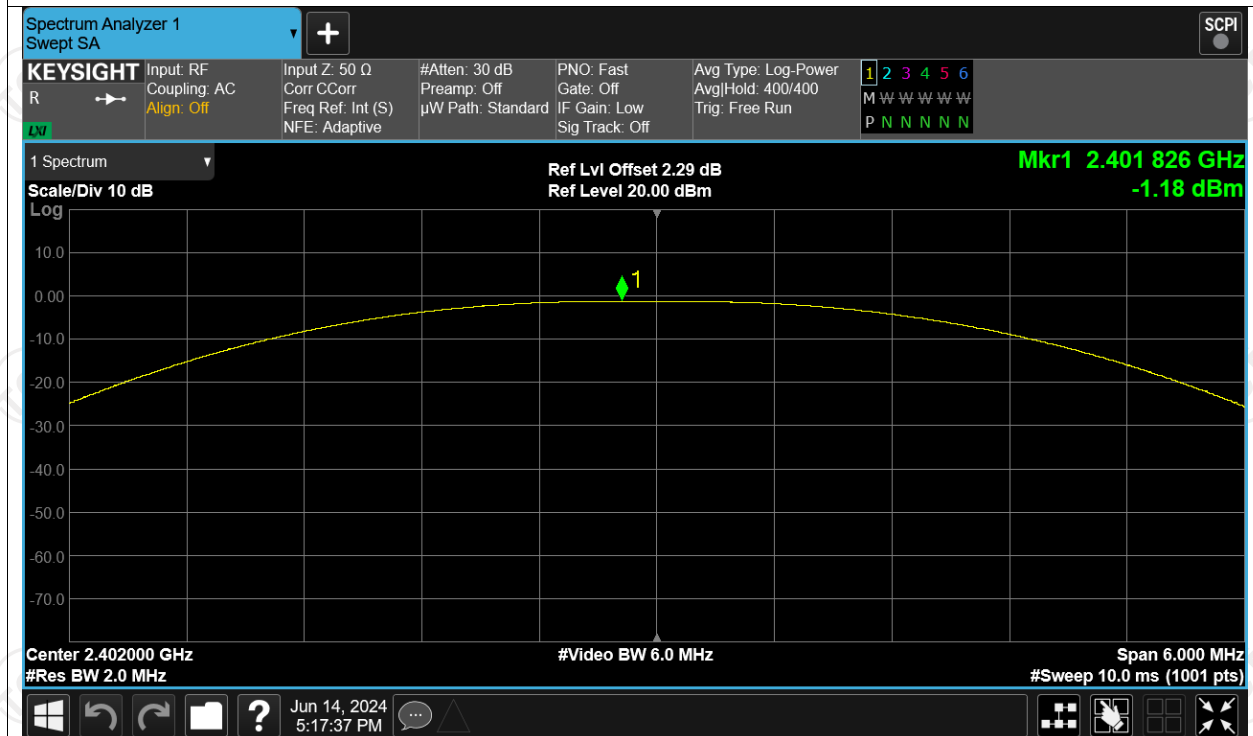 Spectrum Analyzer 1
Swept SA
+
SCPI
KEYSIGHT
R
LXI
Input: RF
Coupling: AC
Align: Off
Input Z: 50 Ω
Corr CCorr
Freq Ref: Int (S)
NFE: Adaptive
#Atten: 30 dB
Preamp: Off
µW Path: Standard
PNO: Fast
Gate: Off
IF Gain: Low
Sig Track: Off
Avg Type: Log-Power
Avg|Hold: 400/400
Trig: Free Run
1 2 3 4 5 6
M W W W W W
P N N N N N
1 Spectrum
Scale/Div 10 dB
Log
Ref Lvl Offset 2.29 dB
Ref Level 20.00 dBm
Mkr1 2.401 826 GHz
-1.18 dBm
10.0
1
0.00
-10.0
-20.0
-30.0
-40.0
-50.0
-60.0
-70.0
Center 2.402000 GHz
#Video BW 6.0 MHz
Span 6.000 MHz
#Res BW 2.0 MHz
#Sweep 10.0 ms (1001 pts)
?
Jun 14, 2024
5:17:37 PM